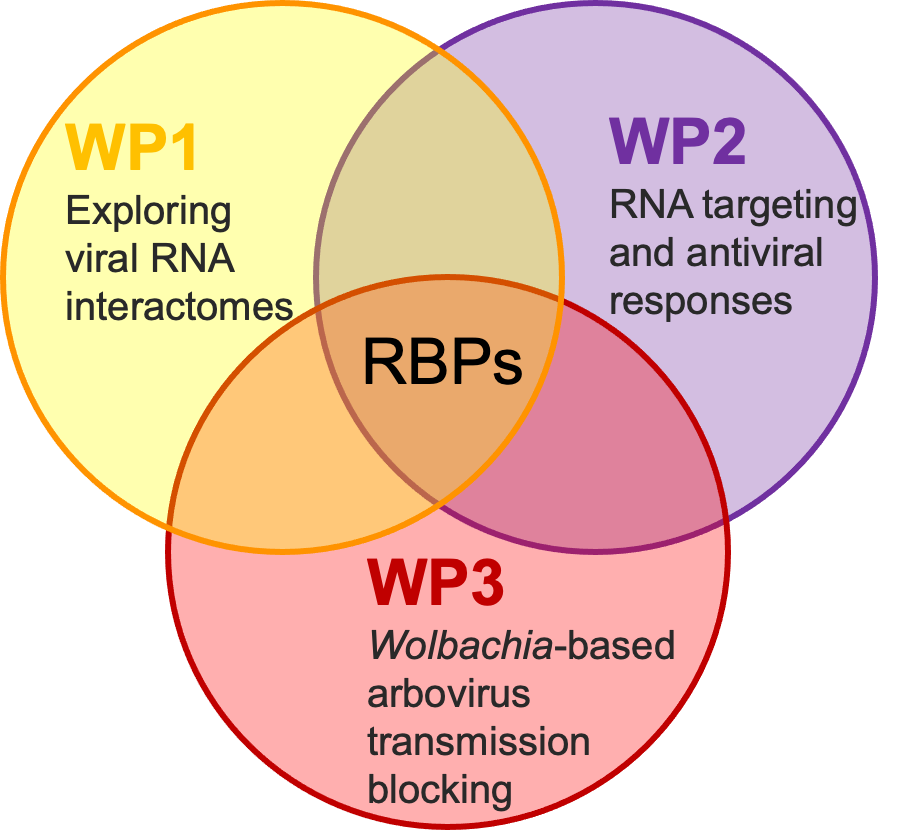 WP1
Exploring
viral RNA
interactomes
WP2
RNA targeting
and antiviral
responses
RBPs
WP3
Wolbachia-based
arbovirus
transmission
blocking